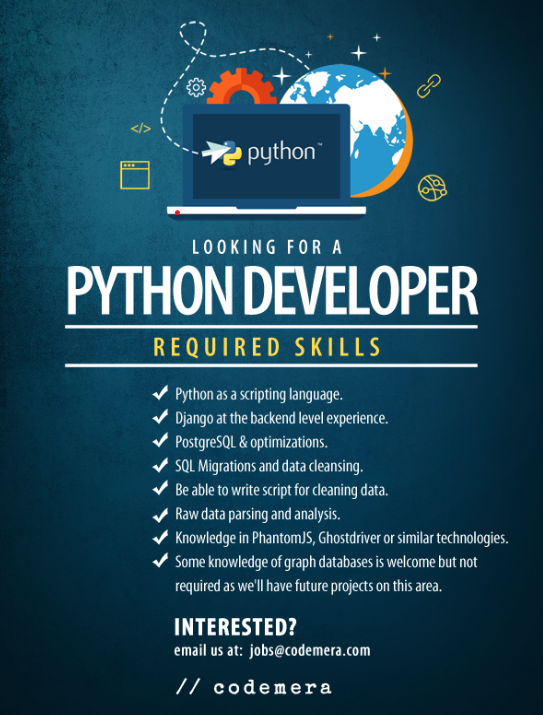 </>
python™
LOOKING FOR A
PYTHON DEVELOPER
REQUIRED SKILLS
Python as a scripting language.
Django at the backend level experience.
PostgreSQL & optimizations.
SQL Migrations and data cleansing.
Be able to write script for cleaning data.
Raw data parsing and analysis.
Knowledge in PhantomJS, Ghostdriver or similar technologies.
Some knowledge of graph databases is welcome but not
required as we'll have future projects on this area.
INTERESTED?
email us at: jobs@codemera.com
// codemera